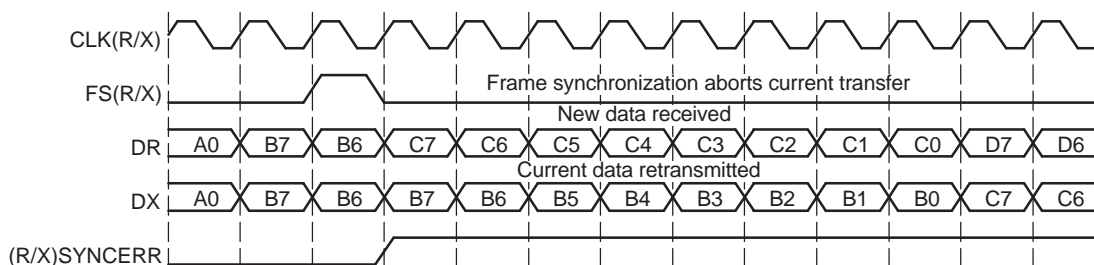 CLK(R/X)
FS(R/X)
Frame synchronization aborts current transfer
New data received
DR A0 B7 B6 C7 C6 C5 C4 C3 C2 C1 C0 D7 D6
Current data retransmitted
DX A0 B7 B6 B7 B6 B5 B4 B3 B2 B1 B0 C7 C6
(R/X)SYNCERR